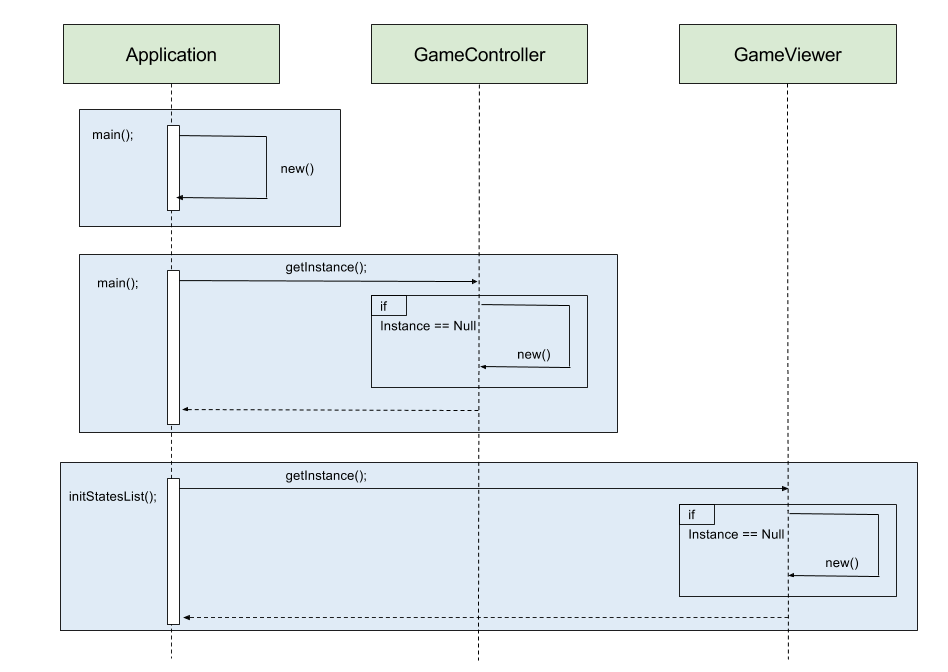 Application
GameController
GameViewer
main();
new()
main();
getInstance();
if
Instance == Null
new()
initStatesList();
getInstance();
if
Instance == Null
new()